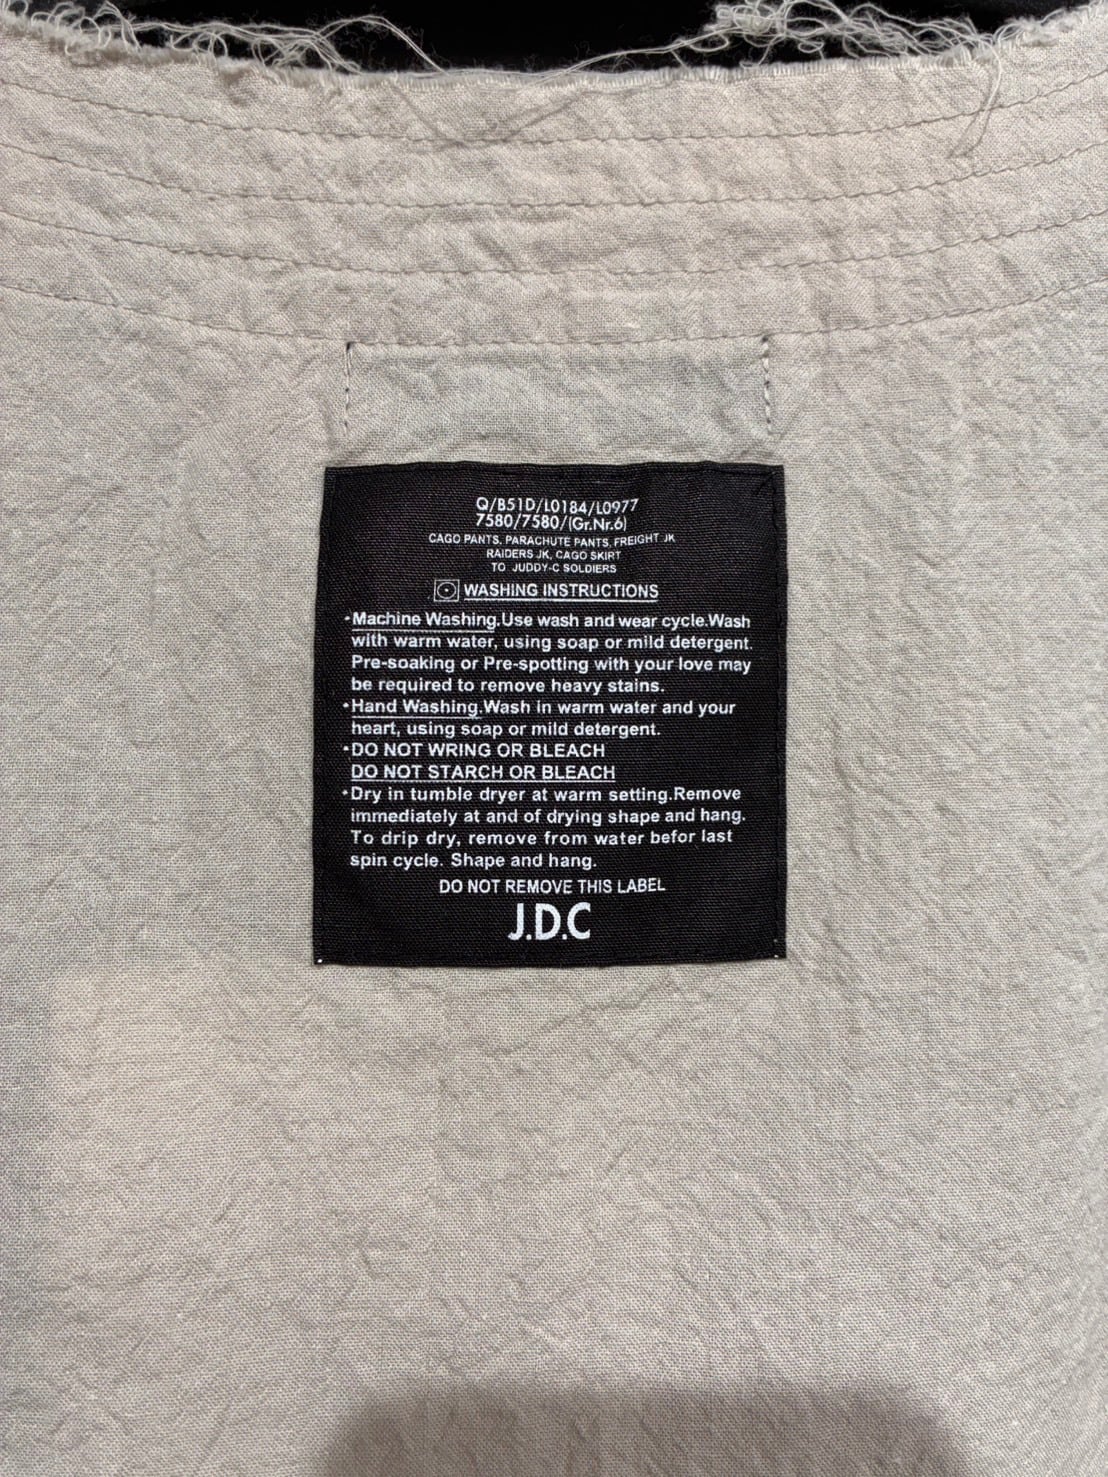 Q/B51D/L0184/L0977
7580/7580/(Gr.Nr.6)
CAGO PANTS, PARACHUTE PANTS, FREIGHT JK
RAIDERS JK, CAGO SKIRT
TO JUDDY-C SOLDIERS
WASHING INSTRUCTIONS
・Machine Washing.Use wash and wear cycle.Wash
with warm water, using soap or mild detergent.
Pre-soaking or Pre-spotting with your love may
be required to remove heavy stains.
・Hand Washing.Wash in warm water and your
heart, using soap or mild detergent.
・DO NOT WRING OR BLEACH
DO NOT STARCH OR BLEACH
・Dry in tumble dryer at warm setting.Remove
immediately at and of drying shape and hang.
To drip dry, remove from water befor last
spin cycle. Shape and hang.
DO NOT REMOVE THIS LABEL
J.D.C